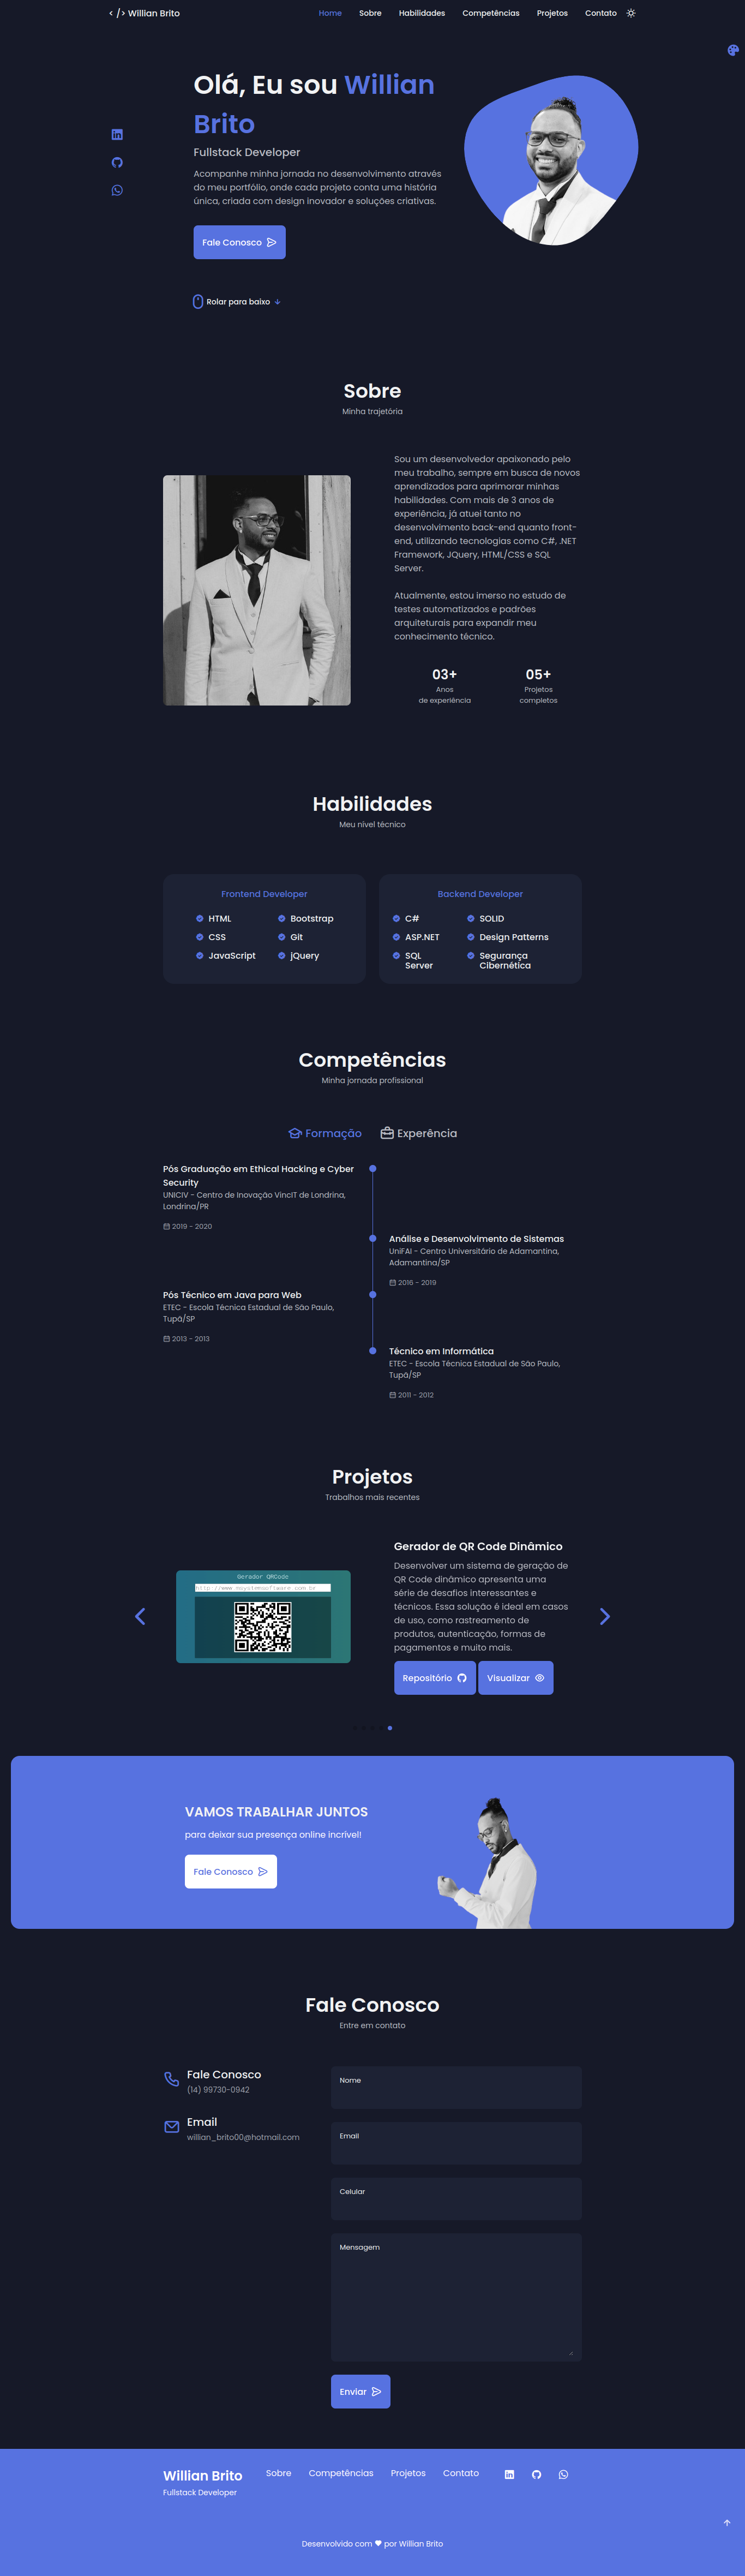 < /> Willian Brito
Home Sobre Habilidades Competências Projetos Contato
Olá, Eu sou Willian
Brito
Fullstack Developer
Acompanhe minha jornada no desenvolvimento através
do meu portfólio, onde cada projeto conta uma história
única, criada com design inovador e soluções criativas.
Fale Conosco
Rolar para baixo
Sobre
Minha trajetória
Sou um desenvolvedor apaixonado pelo
meu trabalho, sempre em busca de novos
aprendizados para aprimorar minhas
habilidades. Com mais de 3 anos de
experiência, já atuei tanto no
desenvolvimento back-end quanto front-
end, utilizando tecnologias como C#, .NET
Framework, JQuery, HTML/CSS e SQL
Server.
Atualmente, estou imerso no estudo de
testes automatizados e padrões
arquiteturais para expandir meu
conhecimento técnico.
03+
Anos
de experiência
05+
Projetos
completos
Habilidades
Meu nível técnico
Frontend Developer
HTML
CSS
JavaScript
Bootstrap
Git
jQuery
Backend Developer
C#
ASP.NET
SQL
Server
SOLID
Design Patterns
Segurança
Cibernética
Competências
Minha jornada profissional
Formação Experência
Pós Graduação em Ethical Hacking e Cyber
Security
UNICIV - Centro de Inovação VincIT de Londrina,
Londrina/PR
2019 - 2020
Análise e Desenvolvimento de Sistemas
UniFAI - Centro Universitário de Adamantina,
Adamantina/SP
2016 - 2019
Pós Técnico em Java para Web
ETEC - Escola Técnica Estadual de São Paulo,
Tupã/SP
2013 - 2013
Técnico em Informática
ETEC - Escola Técnica Estadual de São Paulo,
Tupã/SP
2011 - 2012
Projetos
Trabalhos mais recentes
Gerador QRCode
Gerador de QR Code Dinâmico
Desenvolver um sistema de geração de
QR Code dinâmico apresenta uma
série de desafios interessantes e
técnicos. Essa solução é ideal em casos
de uso, como rastreamento de
produtos, autenticação, formas de
pagamentos e muito mais.
Repositório
Visualizar
VAMOS TRABALHAR JUNTOS
para deixar sua presença online incrível!
Fale Conosco
Fale Conosco
Entre em contato
Fale Conosco
(14) 99730-0942
Email
willian_brito00@hotmail.com
Nome
Email
Celular
Mensagem
Enviar
Willian Brito
Fullstack Developer
Sobre Competências Projetos Contato
Desenvolvido com ❤ por Willian Brito